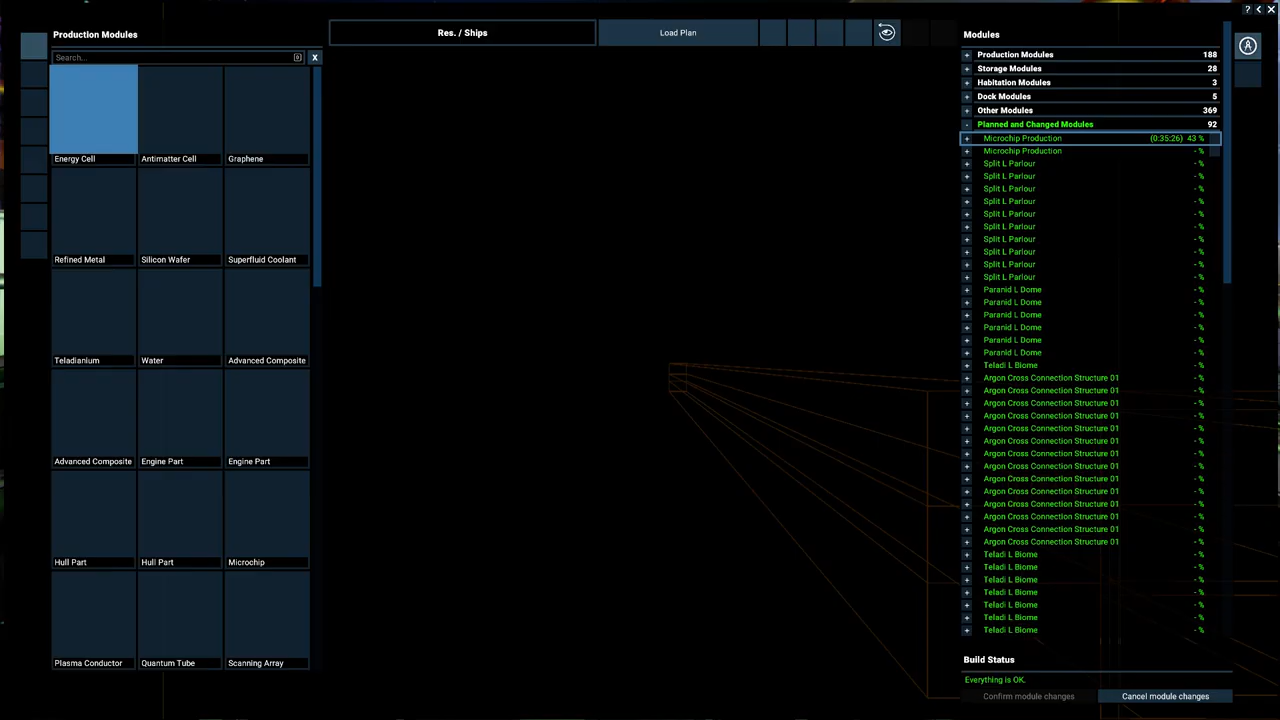 ?
Production Modules
Res. / Ships
Load Plan
Search...
X
Energy Cell
Antimatter Cell
Graphene
Refined Metal
Silicon Wafer
Superfluid Coolant
Teladianium
Water
Advanced Composite
Advanced Composite
Engine Part
Engine Part
Hull Part
Hull Part
Microchip
Plasma Conductor
Quantum Tube
Scanning Array
Modules
+ Production Modules 188
+ Storage Modules 28
+ Habitation Modules 3
+ Dock Modules 5
+ Other Modules 369
- Planned and Changed Modules 92
+ Microchip Production (0:35:26) 43 %
+ Microchip Production - %
+ Split L Parlour - %
+ Split L Parlour - %
+ Split L Parlour - %
+ Split L Parlour - %
+ Split L Parlour - %
+ Split L Parlour - %
+ Split L Parlour - %
+ Split L Parlour - %
+ Split L Parlour - %
+ Split L Parlour - %
+ Paranid L Dome - %
+ Paranid L Dome - %
+ Paranid L Dome - %
+ Paranid L Dome - %
+ Paranid L Dome - %
+ Paranid L Dome - %
+ Teladi L Biome - %
+ Argon Cross Connection Structure 01 - %
+ Argon Cross Connection Structure 01 - %
+ Argon Cross Connection Structure 01 - %
+ Argon Cross Connection Structure 01 - %
+ Argon Cross Connection Structure 01 - %
+ Argon Cross Connection Structure 01 - %
+ Argon Cross Connection Structure 01 - %
+ Argon Cross Connection Structure 01 - %
+ Argon Cross Connection Structure 01 - %
+ Argon Cross Connection Structure 01 - %
+ Argon Cross Connection Structure 01 - %
+ Argon Cross Connection Structure 01 - %
+ Argon Cross Connection Structure 01 - %
+ Argon Cross Connection Structure 01 - %
+ Teladi L Biome - %
+ Teladi L Biome - %
+ Teladi L Biome - %
+ Teladi L Biome - %
+ Teladi L Biome - %
+ Teladi L Biome - %
+ Teladi L Biome - %
Build Status
Everything is OK.
Confirm module changes
Cancel module changes